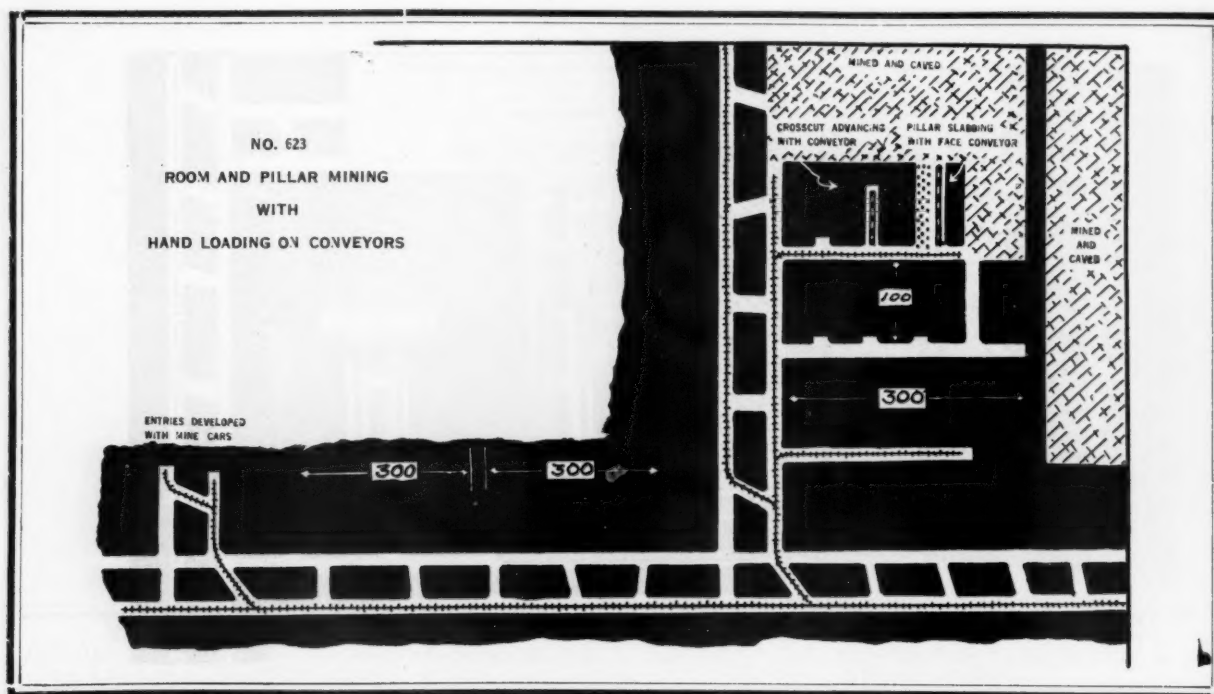 NO. 623
ROOM AND PILLAR MINING
WITH
HAND LOADING ON CONVEYORS
MINED AND CAVED
CROSSCUT ADVANCING
WITH CONVEYOR
PILLAR SLABBING
WITH FACE CONVEYOR
MINED
AND
CAVED
100
300
ENTRIES DEVELOPED
WITH MINE CARS
300
300